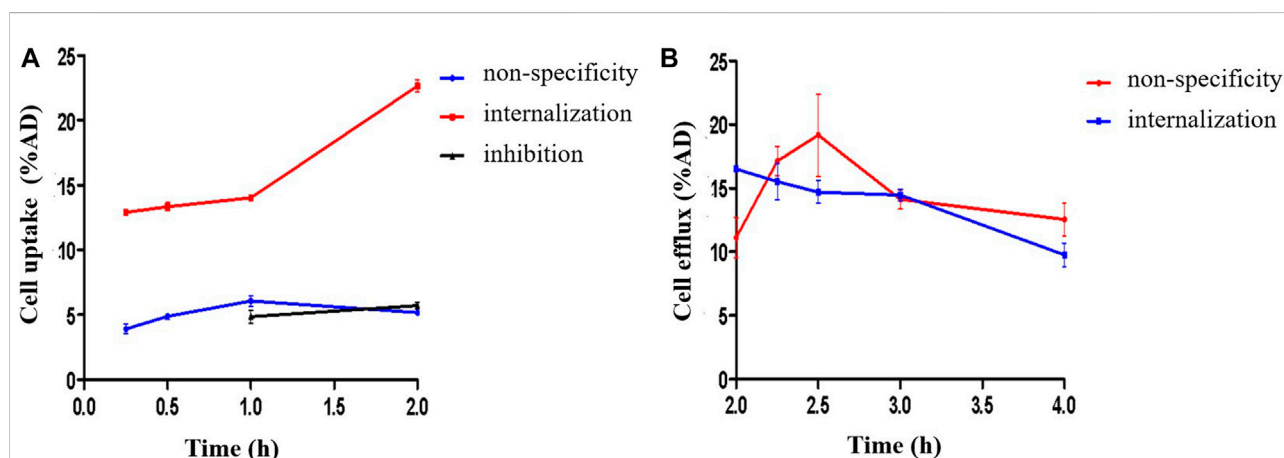 A
Cell uptake (%AD)
25
20
15
10
5
0
0.0 0.5 1.0 1.5 2.0
Time (h)
non-specificity
internalization
inhibition
B
Cell efflux (%AD)
25
20
15
10
5
0
2.0 2.5 3.0 3.5 4.0
Time (h)
non-specificity
internalization